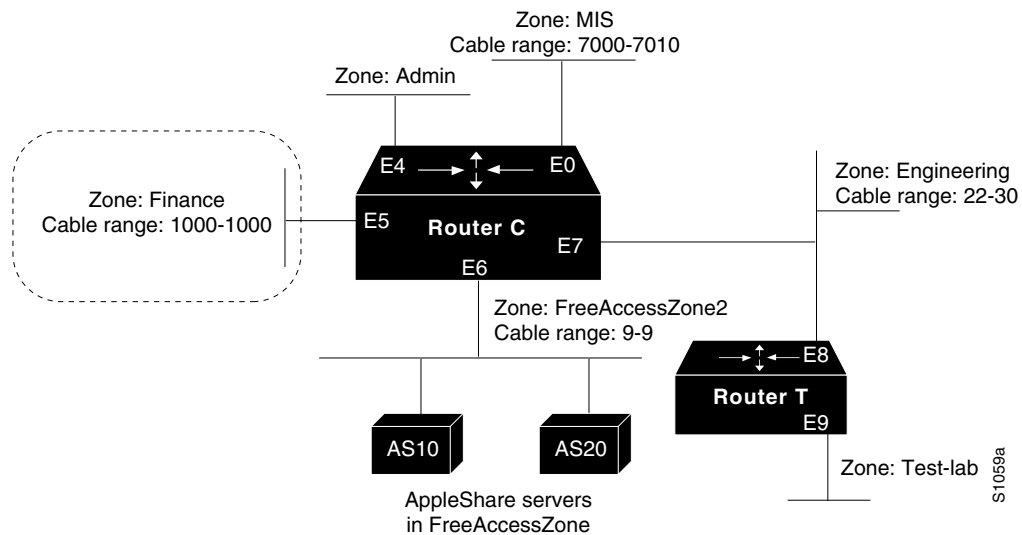 Zone: MIS
Cable range: 7000-7010
Zone: Admin
E4
E0
Zone: Engineering
Cable range: 22-30
Zone: Finance
Cable range: 1000-1000
E5
Router C
E7
E6
Zone: FreeAccessZone2
Cable range: 9-9
E8
Router T
E9
AS10
AS20
Zone: Test-lab
S1059a
AppleShare servers
in FreeAccessZone